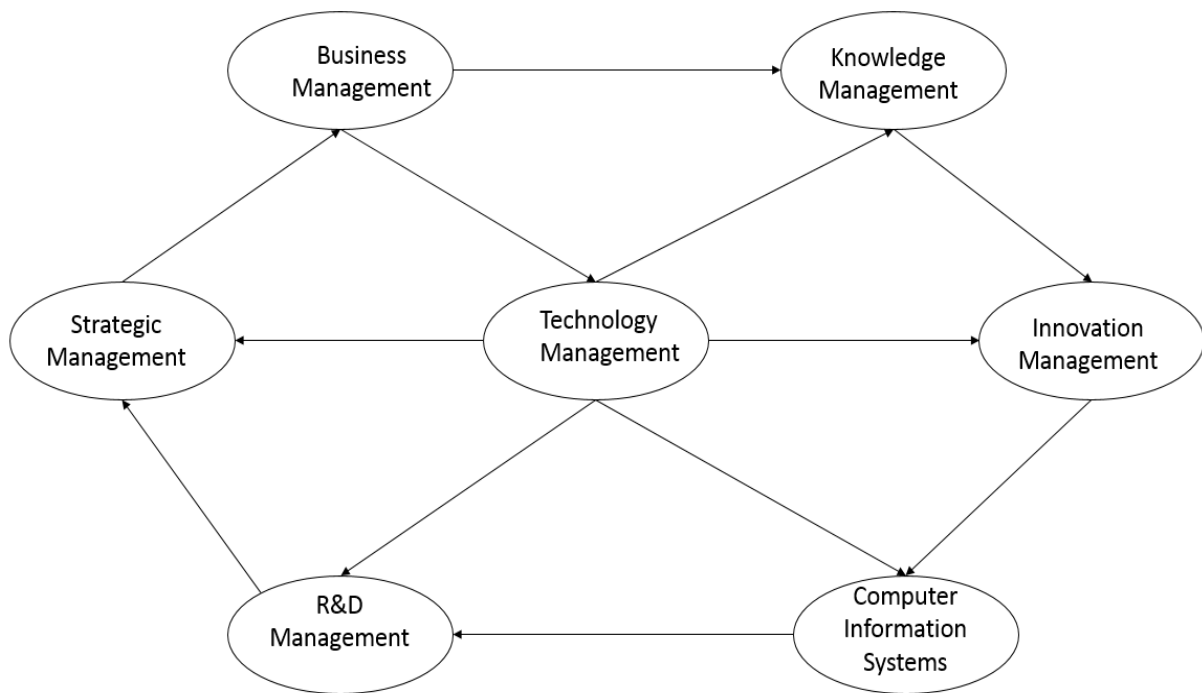 Business
Management
Knowledge
Management
Strategic
Management
Technology
Management
Innovation
Management
R&D
Management
Computer
Information
Systems